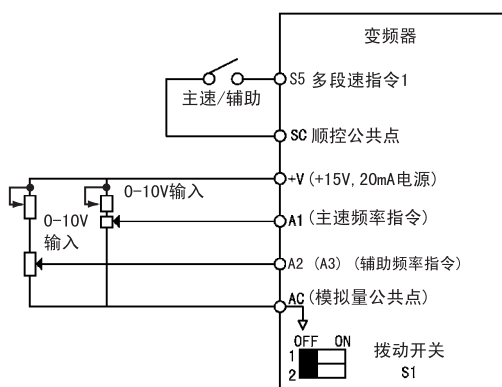 变频器
S5 多段速指令1
主速/辅助
SC 顺控公共点
+V (+15V, 20mA电源)
0-10V输入
A1 (主速频率指令)
0-10V
输入
A2 (A3) (辅助频率指令)
AC (模拟量公共点)
OFF ON
1
2
拨动开关
S1